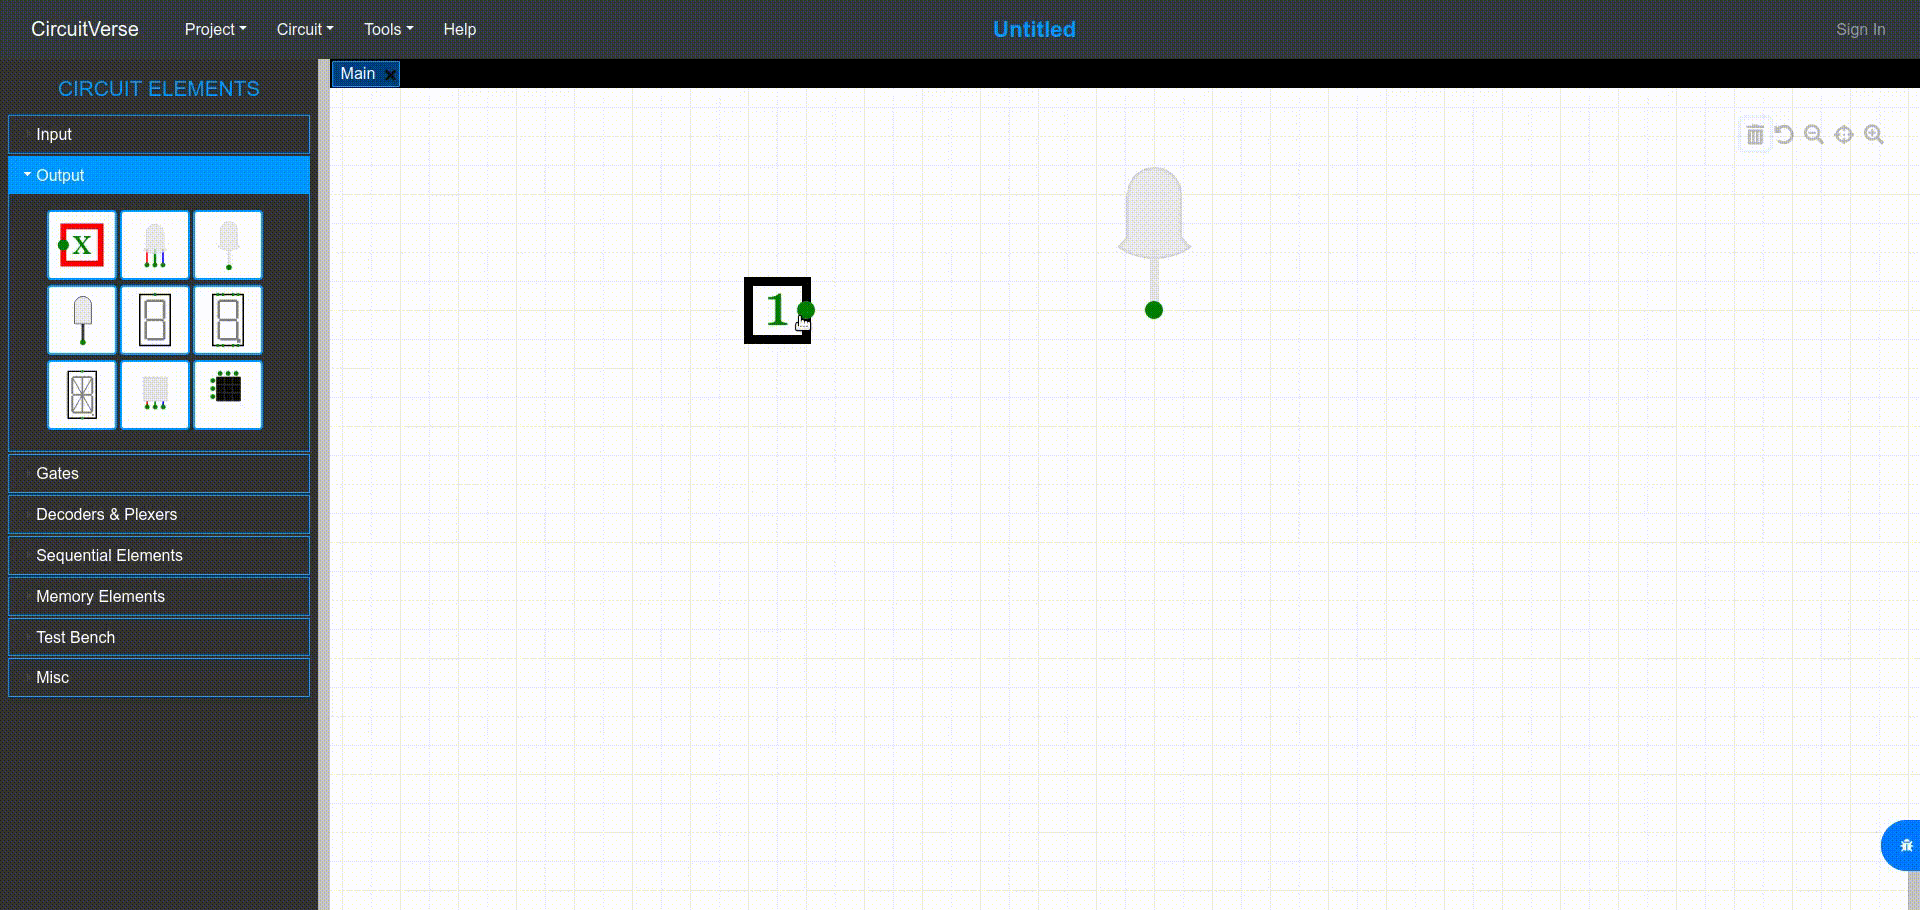 CircuitVerse Project Circuit Tools Help Untitled Sign In
CIRCUIT ELEMENTS
Main
Input
Output
X
1
Gates
Decoders & Plexers
Sequential Elements
Memory Elements
Test Bench
Misc